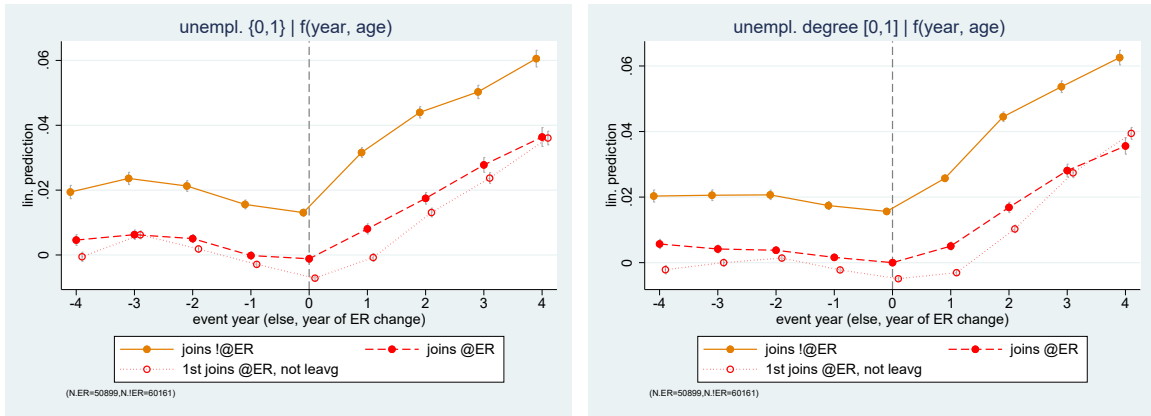 unempl. {0,1} | f(year, age)
lin. prediction
.06
.04
.02
0
-4 -3 -2 -1 0 1 2 3 4
event year (else, year of ER change)
joins !@ER joins @ER
1st joins @ER, not leavg
(N.ER=50899,N.!ER=60161)
unempl. degree [0,1] | f(year, age)
lin. prediction
.06
.04
.02
0
-4 -3 -2 -1 0 1 2 3 4
event year (else, year of ER change)
joins !@ER joins @ER
1st joins @ER, not leavg
(N.ER=50899,N.!ER=60161)